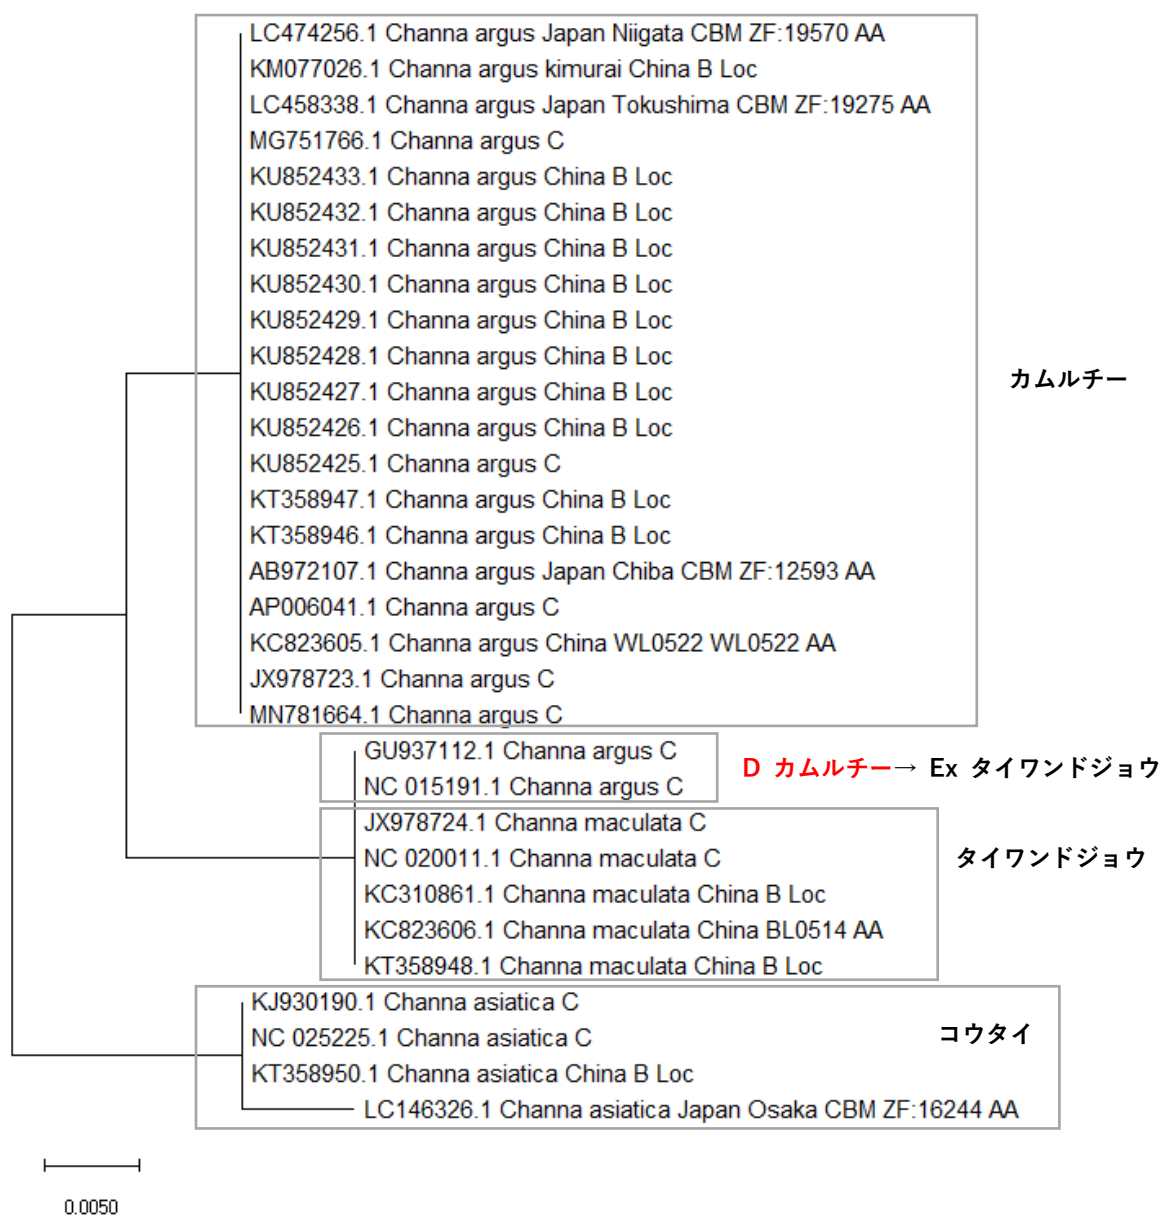 LC474256.1 Channa argus Japan Niigata CBM ZF:19570 AA
KM077026.1 Channa argus kimurai China B Loc
LC458338.1 Channa argus Japan Tokushima CBM ZF:19275 AA
MG751766.1 Channa argus C
KU852433.1 Channa argus China B Loc
KU852432.1 Channa argus China B Loc
KU852431.1 Channa argus China B Loc
KU852430.1 Channa argus China B Loc
KU852429.1 Channa argus China B Loc
KU852428.1 Channa argus China B Loc
カムルチー
KU852427.1 Channa argus China B Loc
KU852426.1 Channa argus China B Loc
KU852425.1 Channa argus C
KT358947.1 Channa argus China B Loc
KT358946.1 Channa argus China B Loc
AB972107.1 Channa argus Japan Chiba CBM ZF:12593 AA
AP006041.1 Channa argus C
KC823605.1 Channa argus China WL0522 WL0522 AA
JX978723.1 Channa argus C
MN781664.1 Channa argus C
GU937112.1 Channa argus C
D カムルチー→ Ex タイワンドジョウ
NC 015191.1 Channa argus C
JX978724.1 Channa maculata C
NC 020011.1 Channa maculata C
タイワンドジョウ
KC310861.1 Channa maculata China B Loc
KC823606.1 Channa maculata China BL0514 AA
KT358948.1 Channa maculata China B Loc
KJ930190.1 Channa asiatica C
NC 025225.1 Channa asiatica C
コウタイ
KT358950.1 Channa asiatica China B Loc
LC146326.1 Channa asiatica Japan Osaka CBM ZF:16244 AA
0.0050